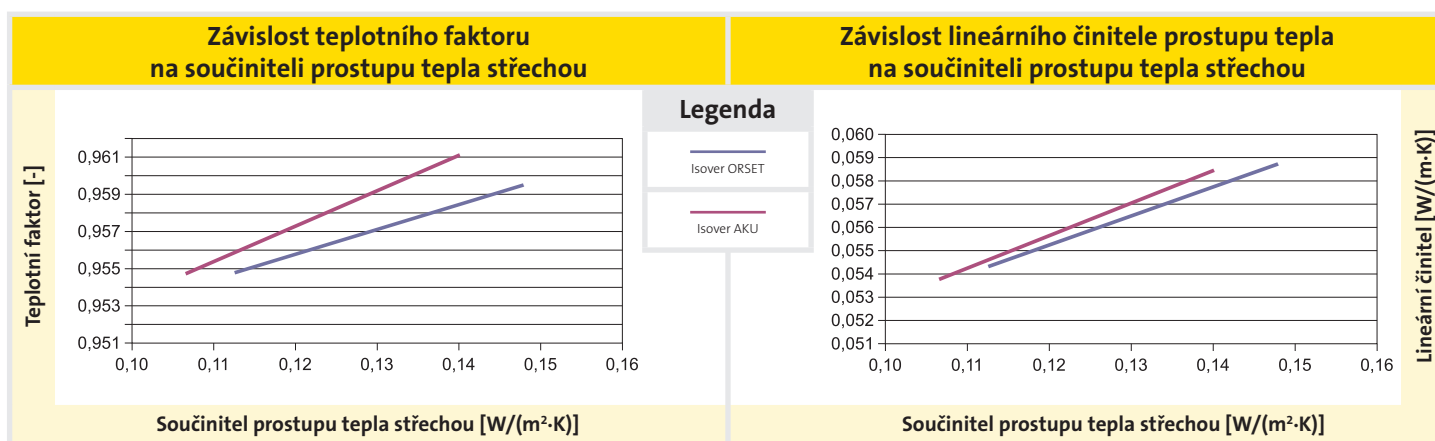 Závislost teplotního faktoru
na součiniteli prostupu tepla střechou
Teplotní faktor [-]
0,961
0,959
0,957
0,955
0,953
0,951
0,10 0,11 0,12 0,13 0,14 0,15 0,16
Součinitel prostupu tepla střechou [W/(m²·K)]
Legenda
Isover ORSET
Isover AKU
Závislost lineárního činitele prostupu tepla
na součiniteli prostupu tepla střechou
0,060
0,059
0,058
0,057
0,056
0,055
0,054
0,053
0,052
0,051
0,10 0,11 0,12 0,13 0,14 0,15 0,16
Lineární činitel [W/(m·K)]
Součinitel prostupu tepla střechou [W/(m²·K)]